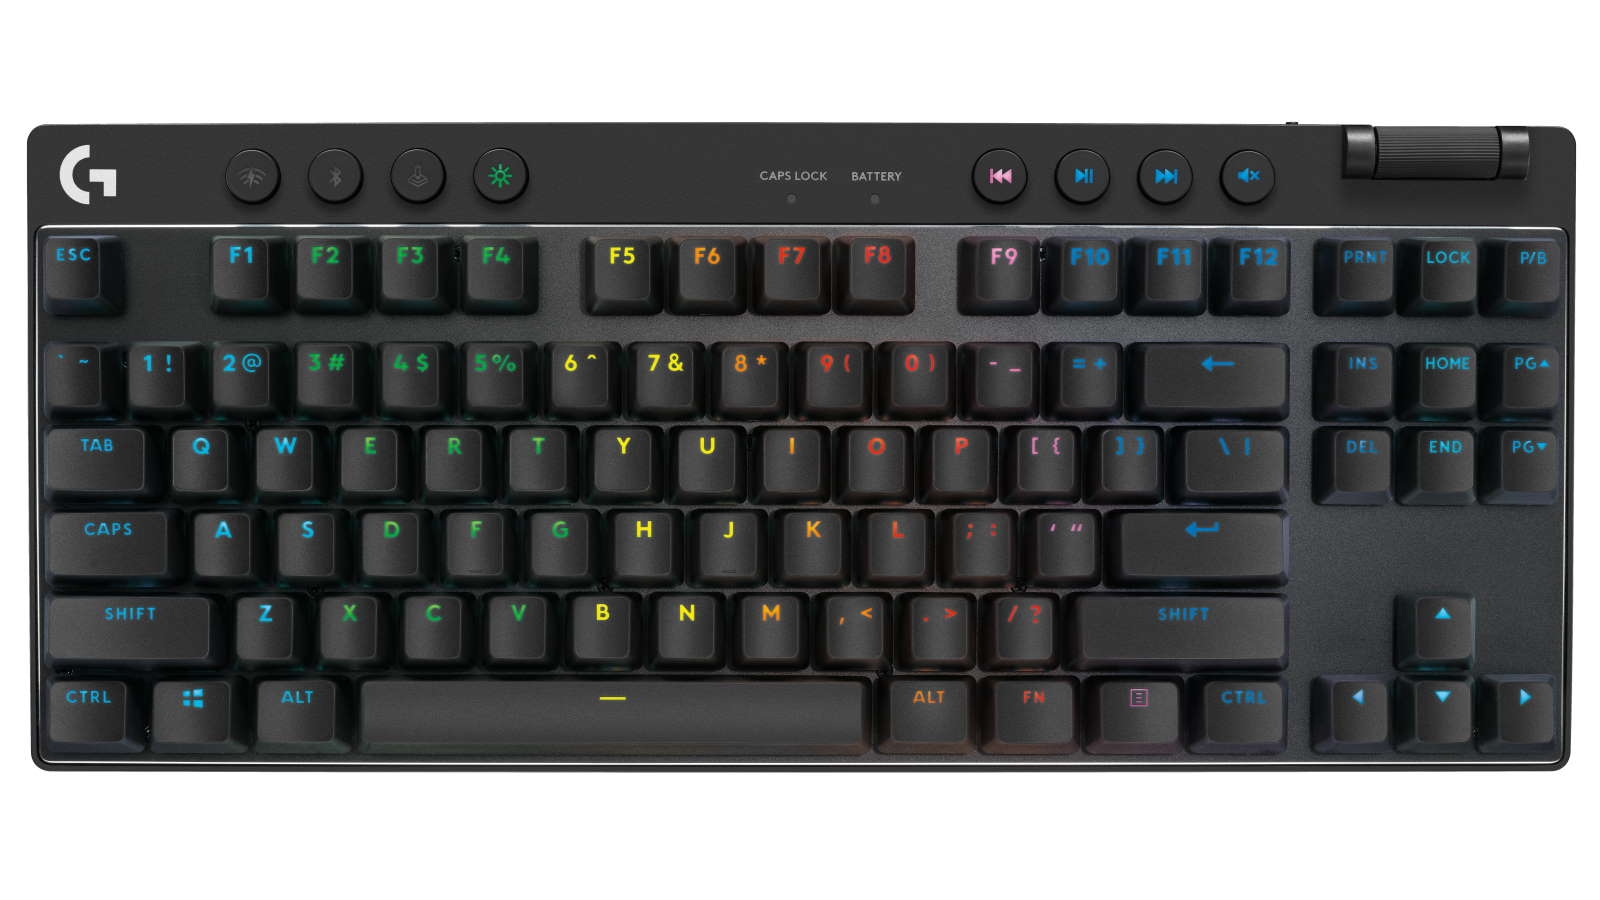 G
CAPS LOCK BATTERY
ESC F1 F2 F3 F4 F5 F6 F7 F8 F9 F10 F11 F12 PRNT LOCK P/B
` ~ 1 ! 2 @ 3 # 4 $ 5 % 6 ^ 7 & 8 * 9 ( 0 ) - _ = + ← INS HOME PG▲
TAB Q W E R T Y U I O P [ { ] } \ ! DEL END PG▼
CAPS A S D F G H J K L ; : ‘ “ ↵
SHIFT Z X C V B N M , < . > / ? SHIFT ▲
CTRL ALT — ALT FN CTRL ◀ ▼ ▶